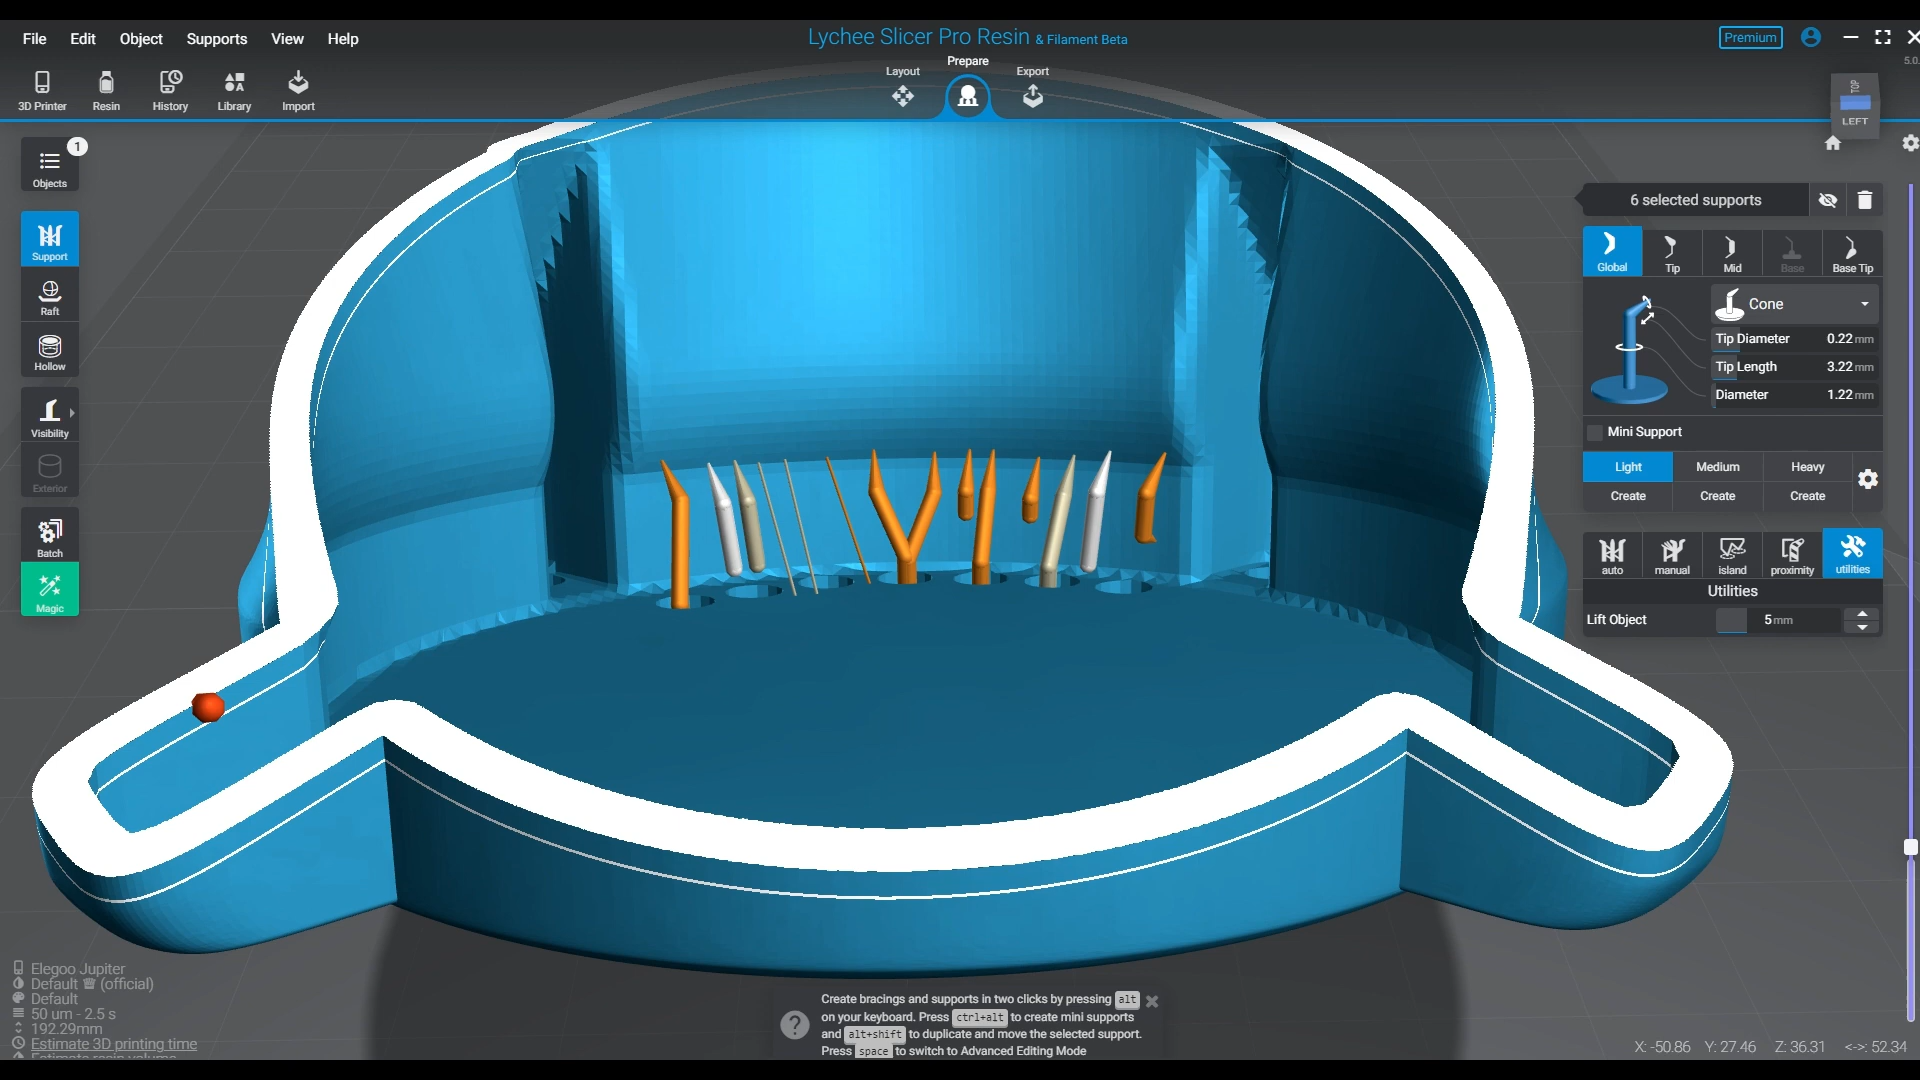 File Edit Object Supports View Help
Lychee Slicer Pro Resin & Filament Beta
Premium
5.0.
3D Printer Resin History Library Import
Layout Prepare Export
TOP
LEFT
1
Objects
Support
Raft
Hollow
Visibility
Exterior
Batch
Magic
6 selected supports
Global Tip Mid Base Base Tip
Cone
Tip Diameter 0.22 mm
Tip Length 3.22 mm
Diameter 1.22 mm
Mini Support
Light Medium Heavy
Create Create Create
auto manual island proximity utilities
Utilities
Lift Object 5 mm
Elegoo Jupiter
Default (official)
Default
50 um - 2.5 s
192.29mm
Estimate 3D printing time
Estimate resin volume
Create bracings and supports in two clicks by pressing alt
on your keyboard. Press ctrl+alt to create mini supports
and alt+shift to duplicate and move the selected support.
Press space to switch to Advanced Editing Mode
X: -50.86 Y: 27.46 Z: 36.31 <->: 52.34